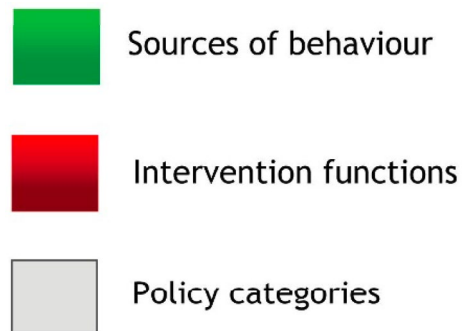 Sources of behaviour
Intervention functions
Policy categories